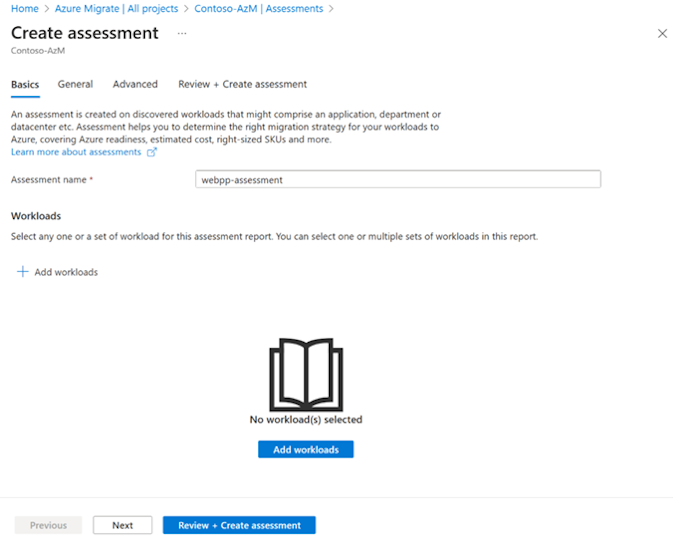 Home > Azure Migrate | All projects > Contoso-AzM | Assessments >
Create assessment ...
Contoso-AzM
Basics General Advanced Review + Create assessment
An assessment is created on discovered workloads that might comprise an application, department or
datacenter etc. Assessment helps you to determine the right migration strategy for your workloads to
Azure, covering Azure readiness, estimated cost, right-sized SKUs and more.
Learn more about assessments
Assessment name * webpp-assessment
Workloads
Select any one or a set of workload for this assessment report. You can select one or multiple sets of workloads in this report.
+ Add workloads
No workload(s) selected
Add workloads
Previous Next Review + Create assessment